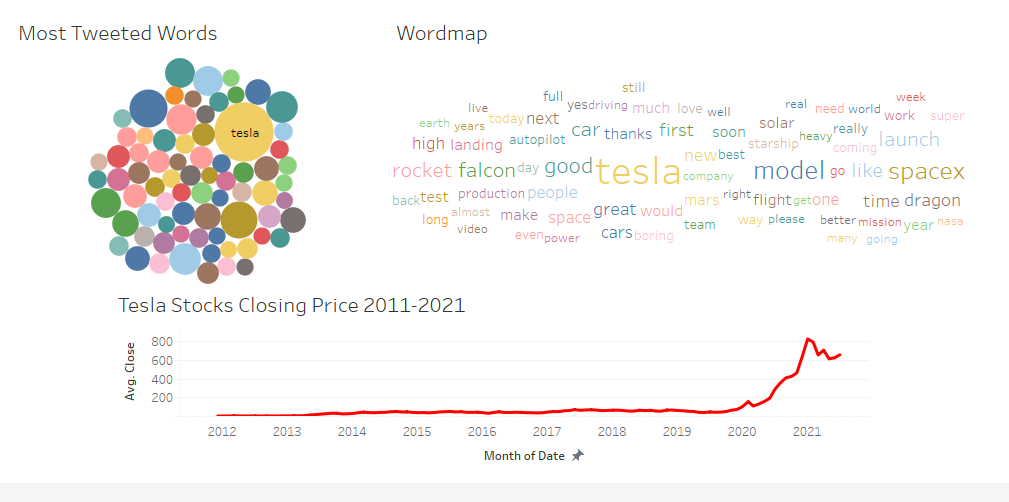 Most Tweeted Words
Wordmap
tesla
still
full
live
yes driving much love well
real need world
week
earth years today next
work super
car thanks first soon solar heavy really
high landing autopilot
starship coming launch
rocket falcon day good tesla new best
company model go like spacex
back test production people
mars right flight get one time dragon
long almost make space great would
way please better mission year nasa
video even power cars boring team
many going
Tesla Stocks Closing Price 2011-2021
Avg. Close
800
600
400
200
2012 2013 2014 2015 2016 2017 2018 2019 2020 2021
Month of Date